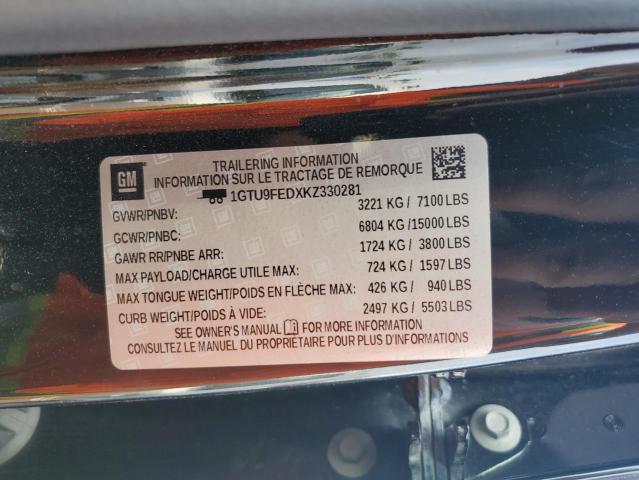 GM
TRAILERING INFORMATION
INFORMATION SUR LE TRACTAGE DE REMORQUE
1GTU9FEDXKZ330281
GVWR/PNBV: 3221 KG / 7100 LBS
GCWR/PNBC: 6804 KG /15000 LBS
GAWR RR/PNBE ARR: 1724 KG / 3800 LBS
MAX PAYLOAD/CHARGE UTILE MAX: 724 KG / 1597 LBS
MAX TONGUE WEIGHT/POIDS EN FLÈCHE MAX: 426 KG / 940 LBS
CURB WEIGHT/POIDS À VIDE: 2497 KG / 5503 LBS
SEE OWNER'S MANUAL FOR MORE INFORMATION
CONSULTEZ LE MANUEL DU PROPRIÉTAIRE POUR PLUS D'INFORMATIONS